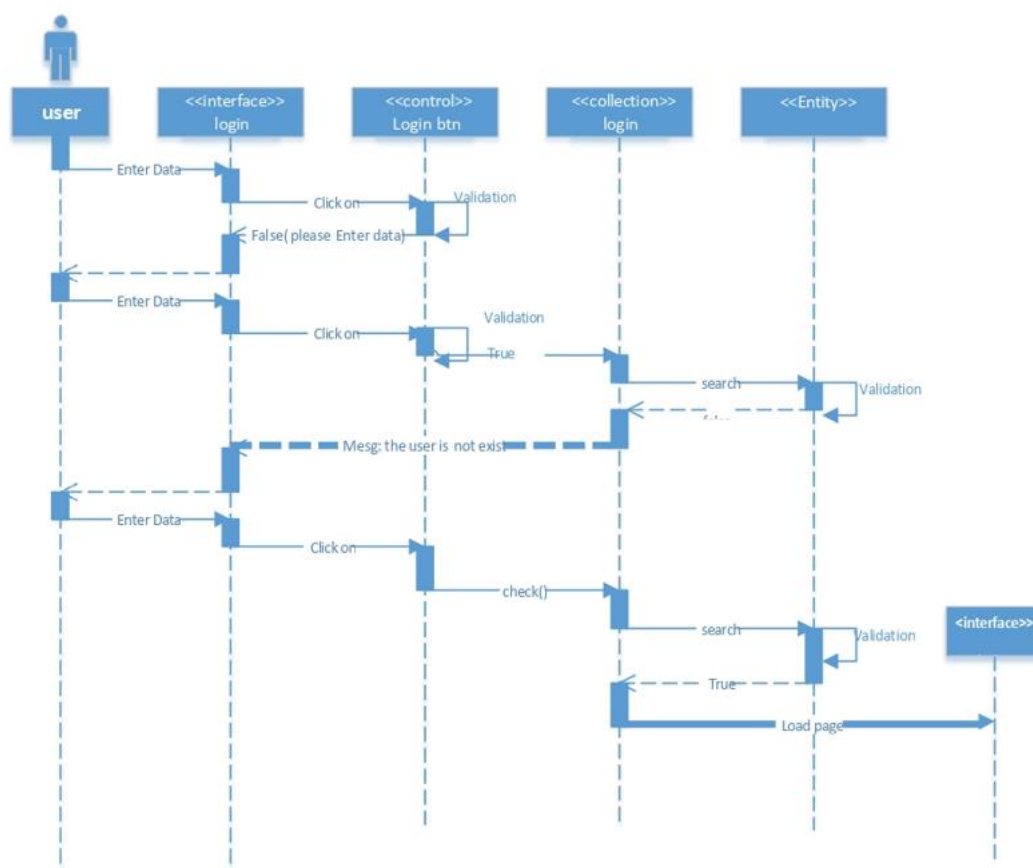 user
<<interface>>
login
<<control>>
Login btn
<<collection>>
login
<<Entity>>
Enter Data
Click on
Validation
False( please Enter data)
Enter Data
Click on
Validation
True
search
Validation
Mesg: the user is not exist
Enter Data
Click on
check()
search
Validation
<interface>>
True
Load page